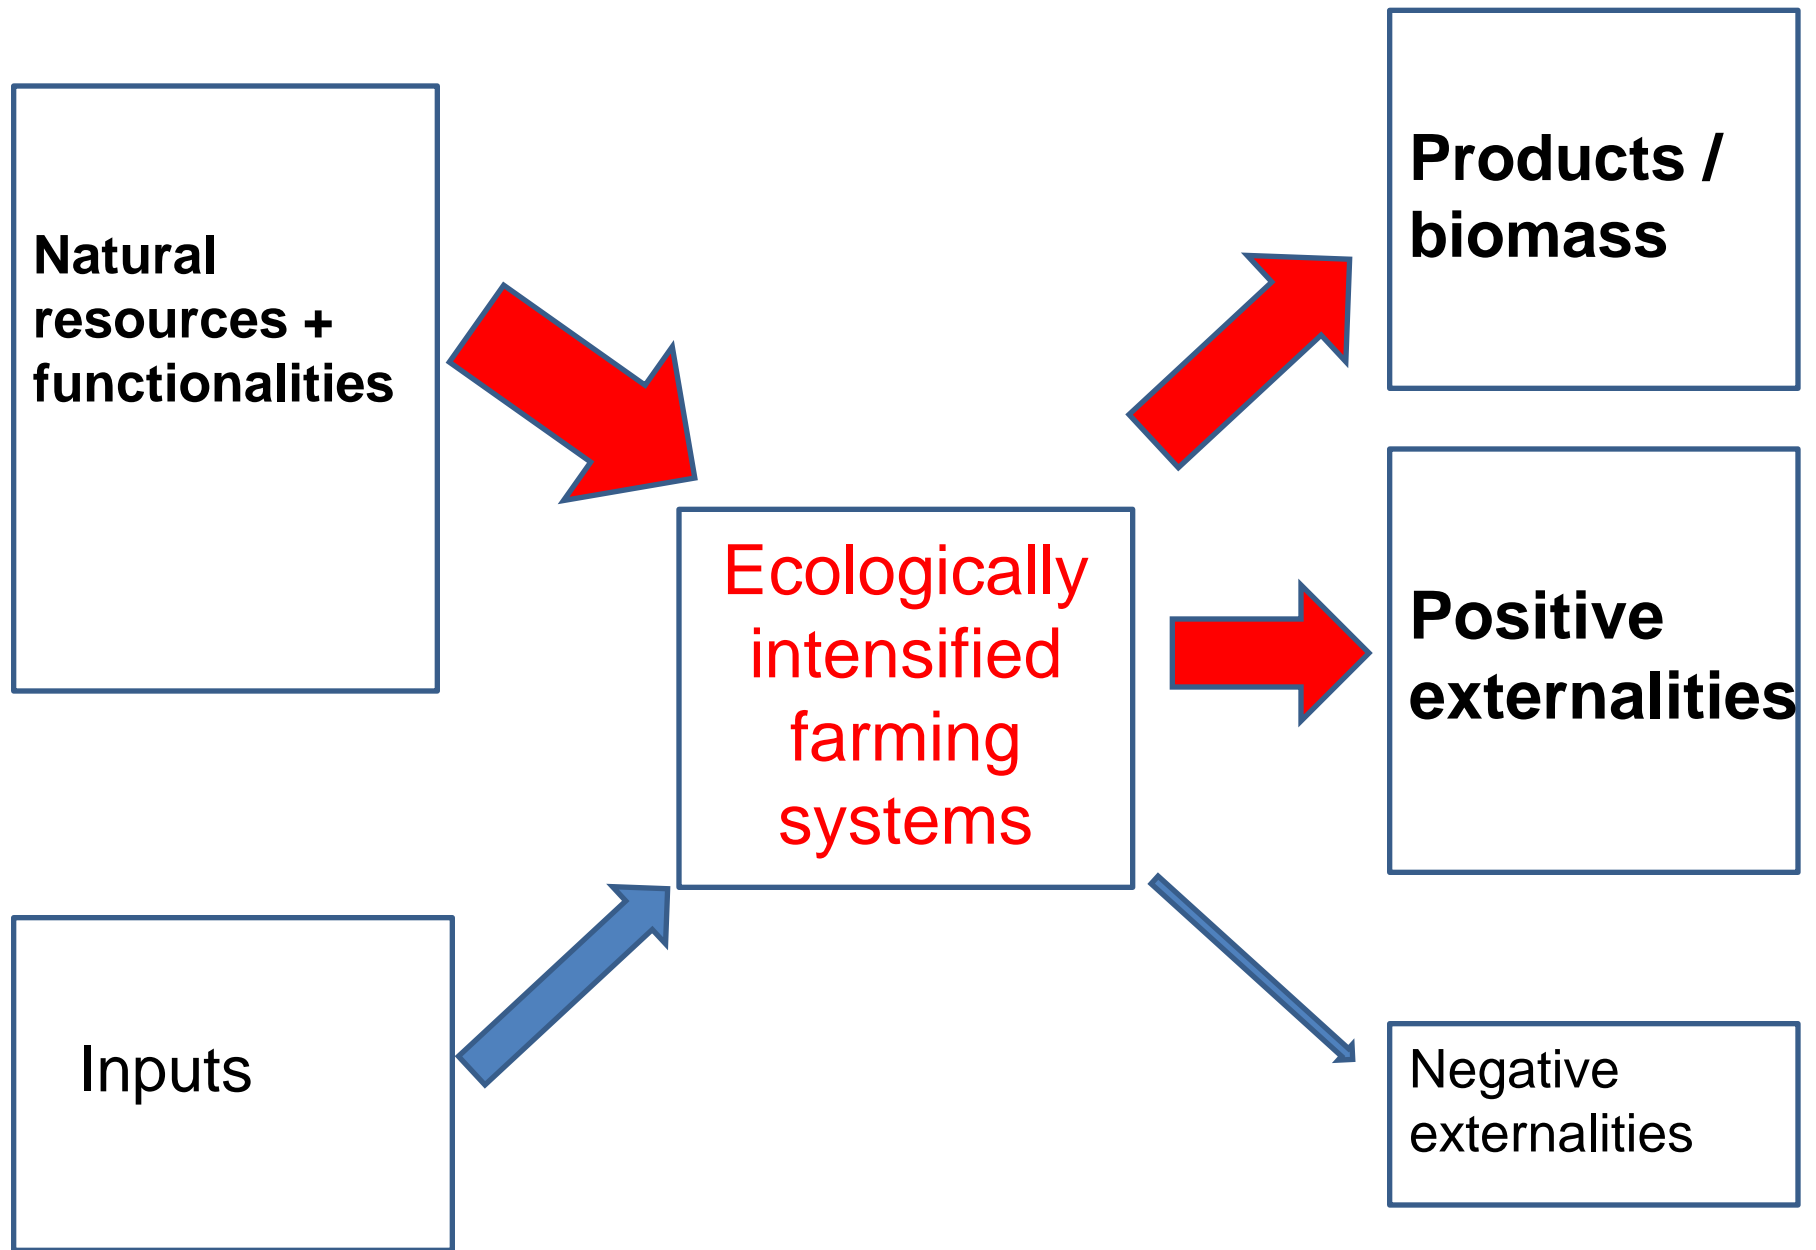 Natural
resources +
functionalities
Inputs
Ecologically
intensified
farming
systems
Products /
biomass
Positive
externalities
Negative
externalities